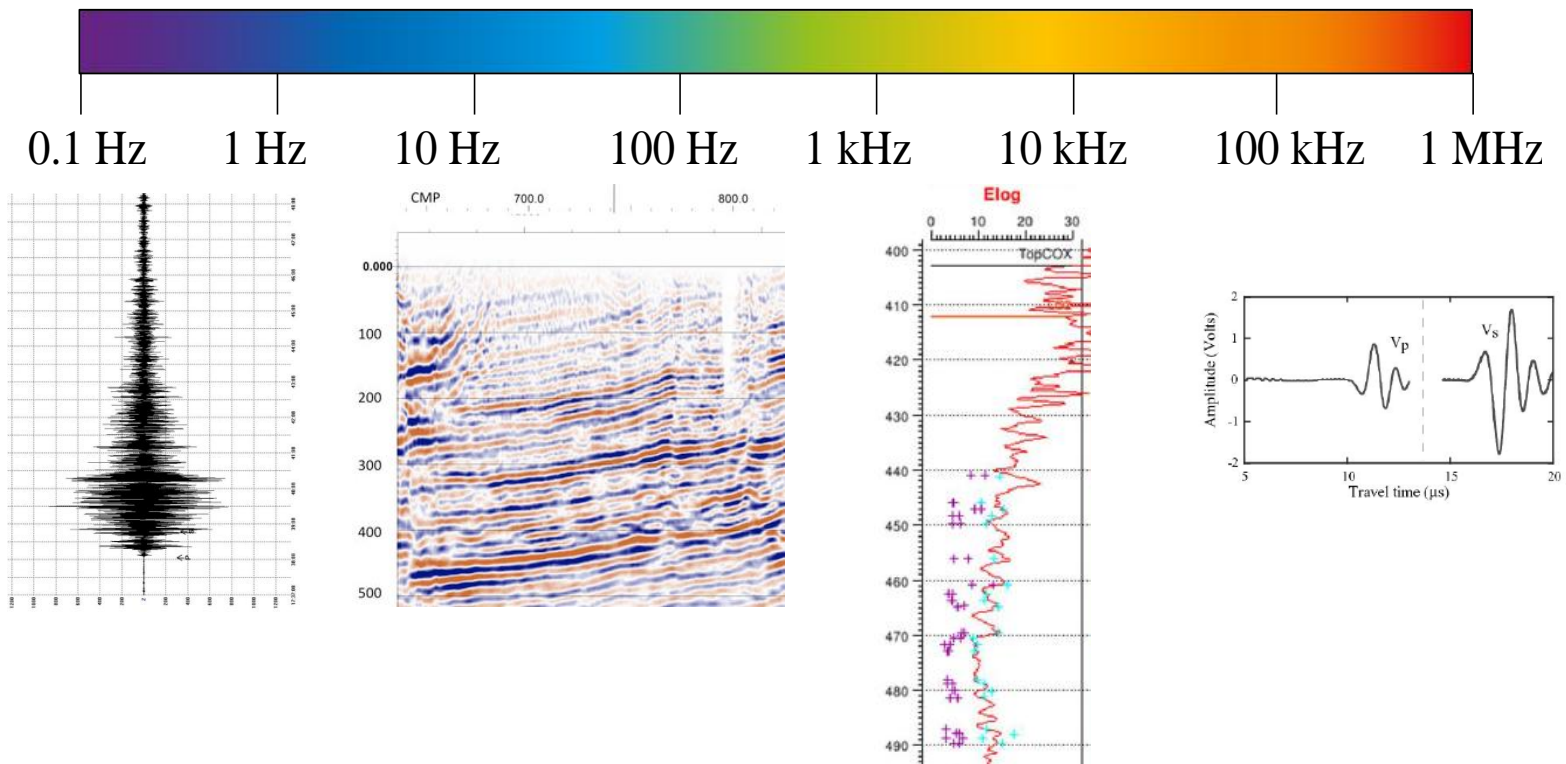 0.1 Hz 1 Hz 10 Hz 100 Hz 1 kHz 10 kHz 100 kHz 1 MHz
CMP 700.0 800.0
0.000
100
200
300
400
500
Elog
0 10 20 30
TopCOX
400
410
420
430
440
450
460
470
480
490
Amplitude (Volts)
2
1
0
-1
-2
Vp
Vs
5 10 15 20
Travel time (µs)